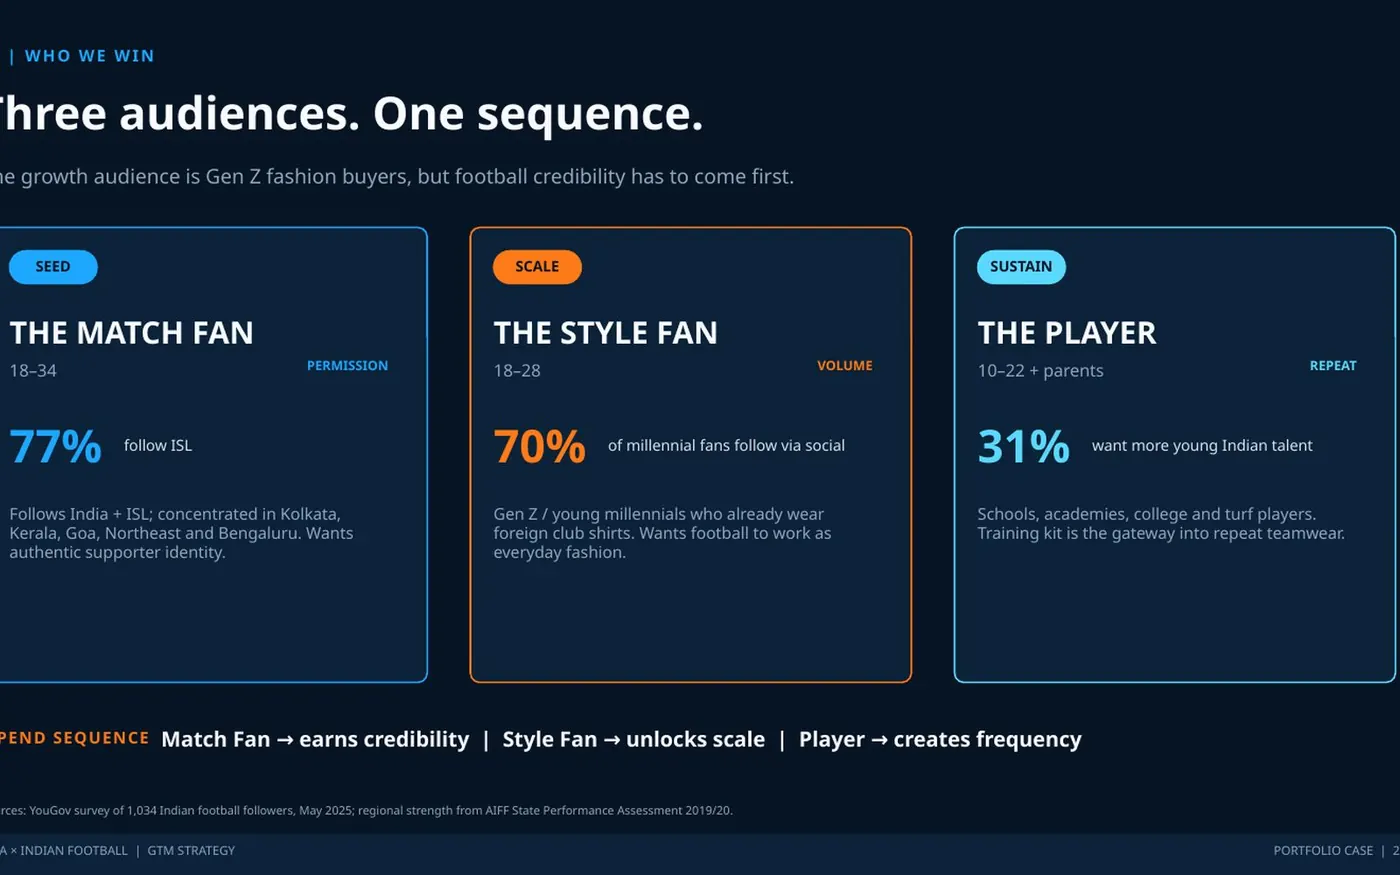 | WHO WE WIN
Three audiences. One sequence.
he growth audience is Gen Z fashion buyers, but football credibility has to come first.
SEED
THE MATCH FAN
18–34
PERMISSION
77% follow ISL
Follows India + ISL; concentrated in Kolkata,
Kerala, Goa, Northeast and Bengaluru. Wants
authentic supporter identity.
SCALE
THE STYLE FAN
18–28
VOLUME
70% of millennial fans follow via social
Gen Z / young millennials who already wear
foreign club shirts. Wants football to work as
everyday fashion.
SUSTAIN
THE PLAYER
10–22 + parents
REPEAT
31% want more young Indian talent
Schools, academies, college and turf players.
Training kit is the gateway into repeat teamwear.
PEND SEQUENCE Match Fan → earns credibility | Style Fan → unlocks scale | Player → creates frequency
rces: YouGov survey of 1,034 Indian football followers, May 2025; regional strength from AIFF State Performance Assessment 2019/20.
A × INDIAN FOOTBALL | GTM STRATEGY
PORTFOLIO CASE | 2